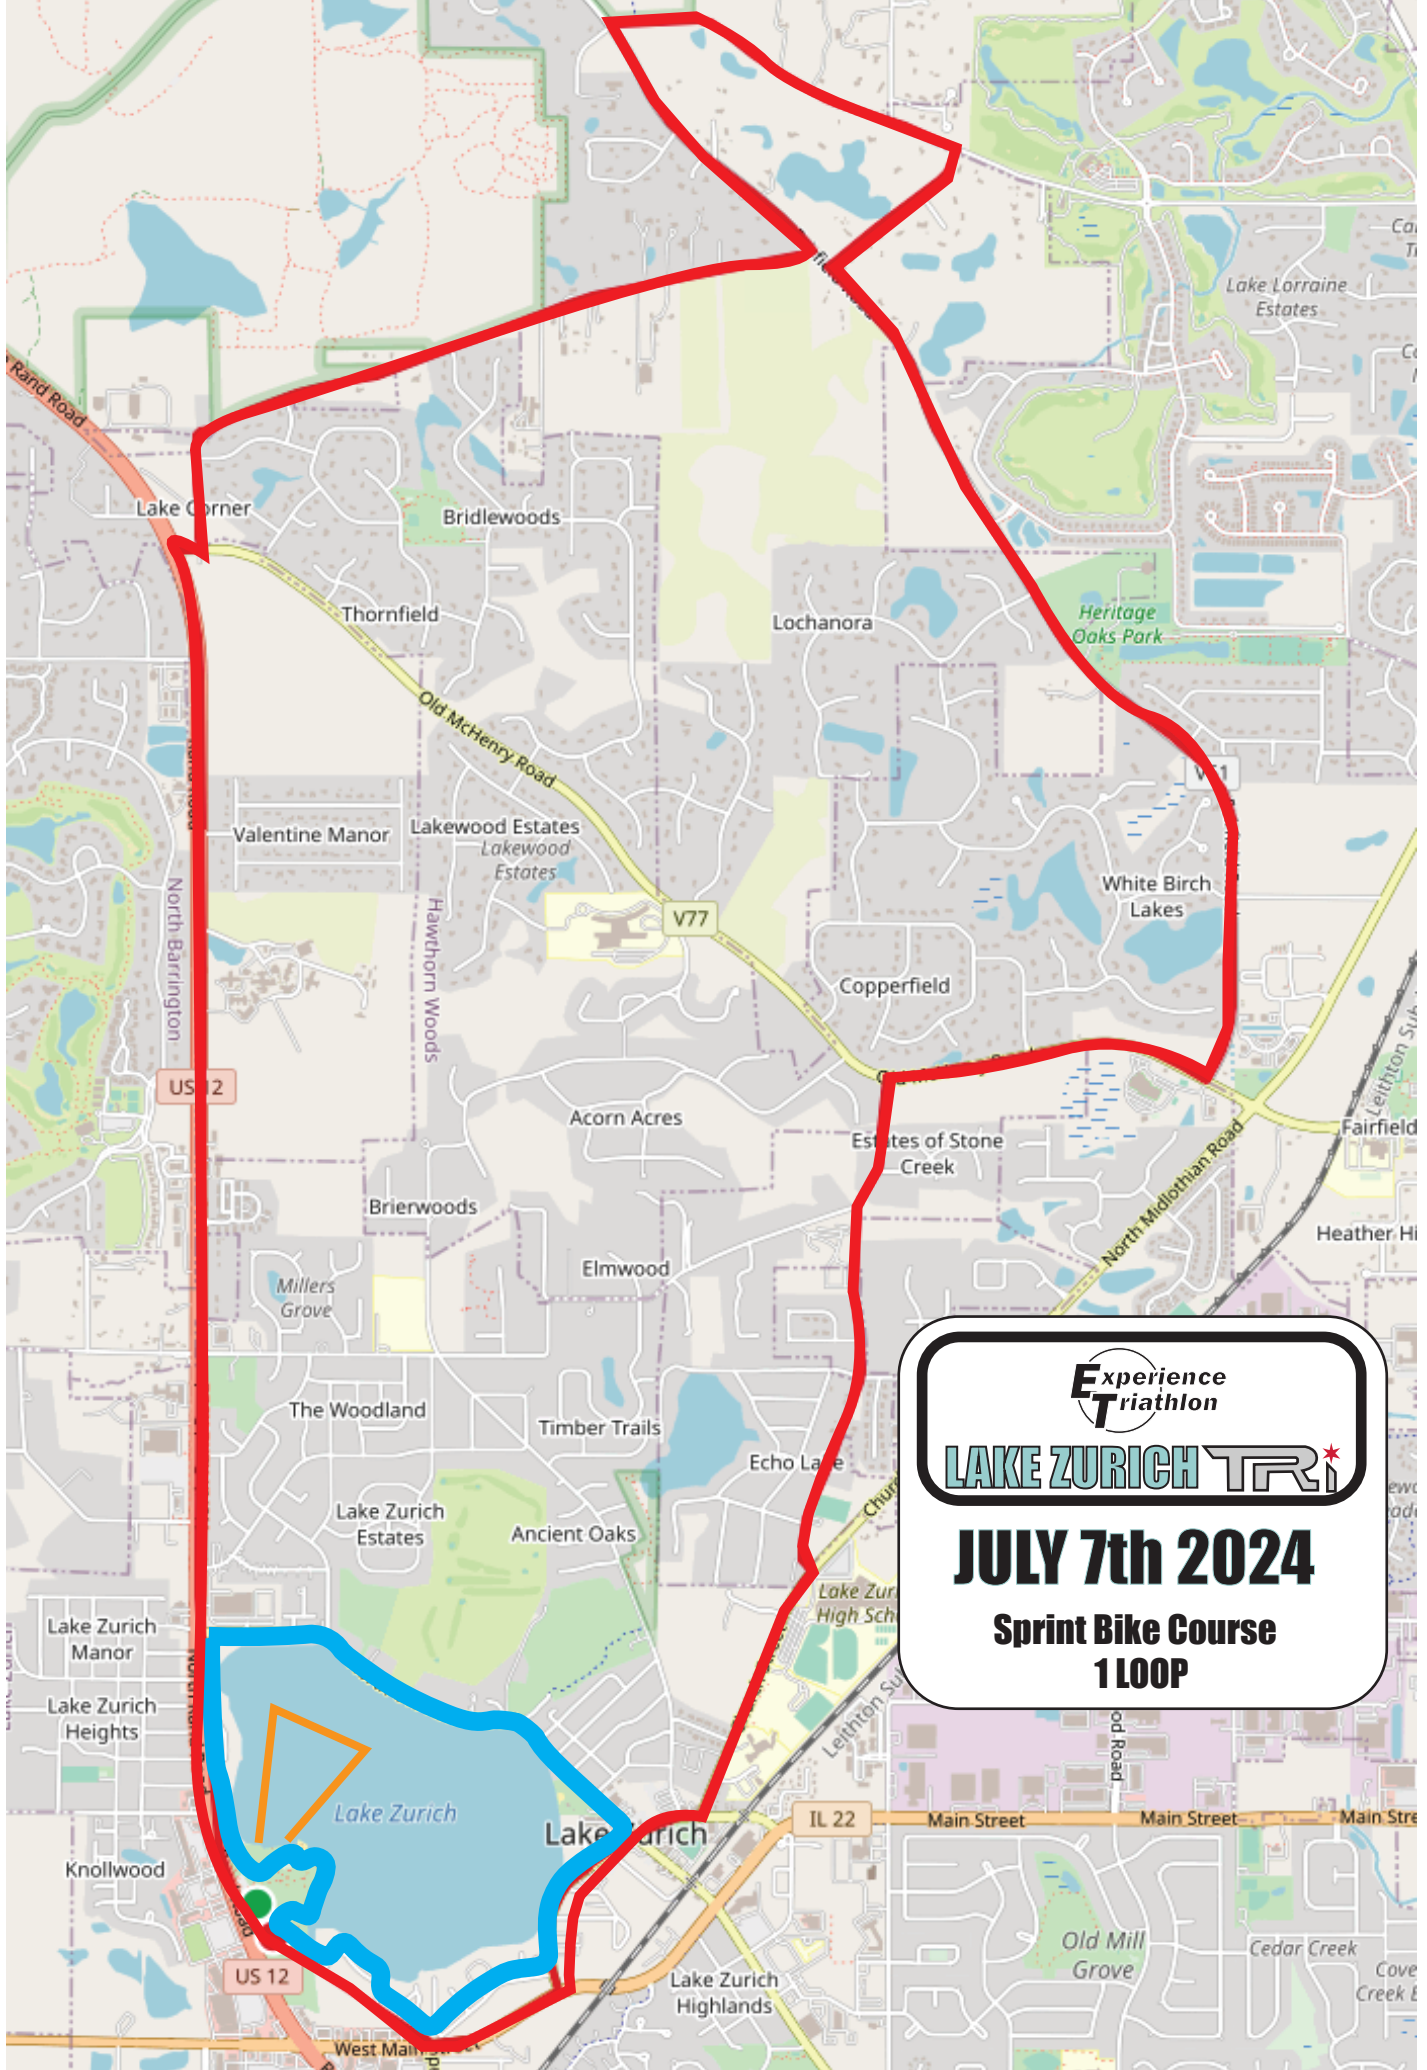 Rand Road
Lake Corner
Bridlewoods
Thornfield
Lochanora
Lake Lorraine
Estates
Heritage
Oaks Park
Old McHenry Road
Valentine Manor
Lakewood Estates
Lakewood
Estates
North Barrington
Hawthorn Woods
V77
White Birch
Lakes
Copperfield
US 12
Acorn Acres
Estates of Stone
Creek
Fairfield
North Midlothian Road
Brierwoods
Elmwood
Millers
Grove
Heather Hi
The Woodland
Timber Trails
Echo Lake
Lake Zurich
Estates
Ancient Oaks
Experience
Triathlon
LAKE ZURICH TRi
JULY 7th 2024
Sprint Bike Course
1 LOOP
Lake Zurich
Manor
Lake Zurich
Heights
Lake Zurich
Lake Zurich
IL 22
Main Street
Main Street
Knollwood
US 12
West Main
Lake Zurich
Highlands
Old Mill
Grove
Cedar Creek